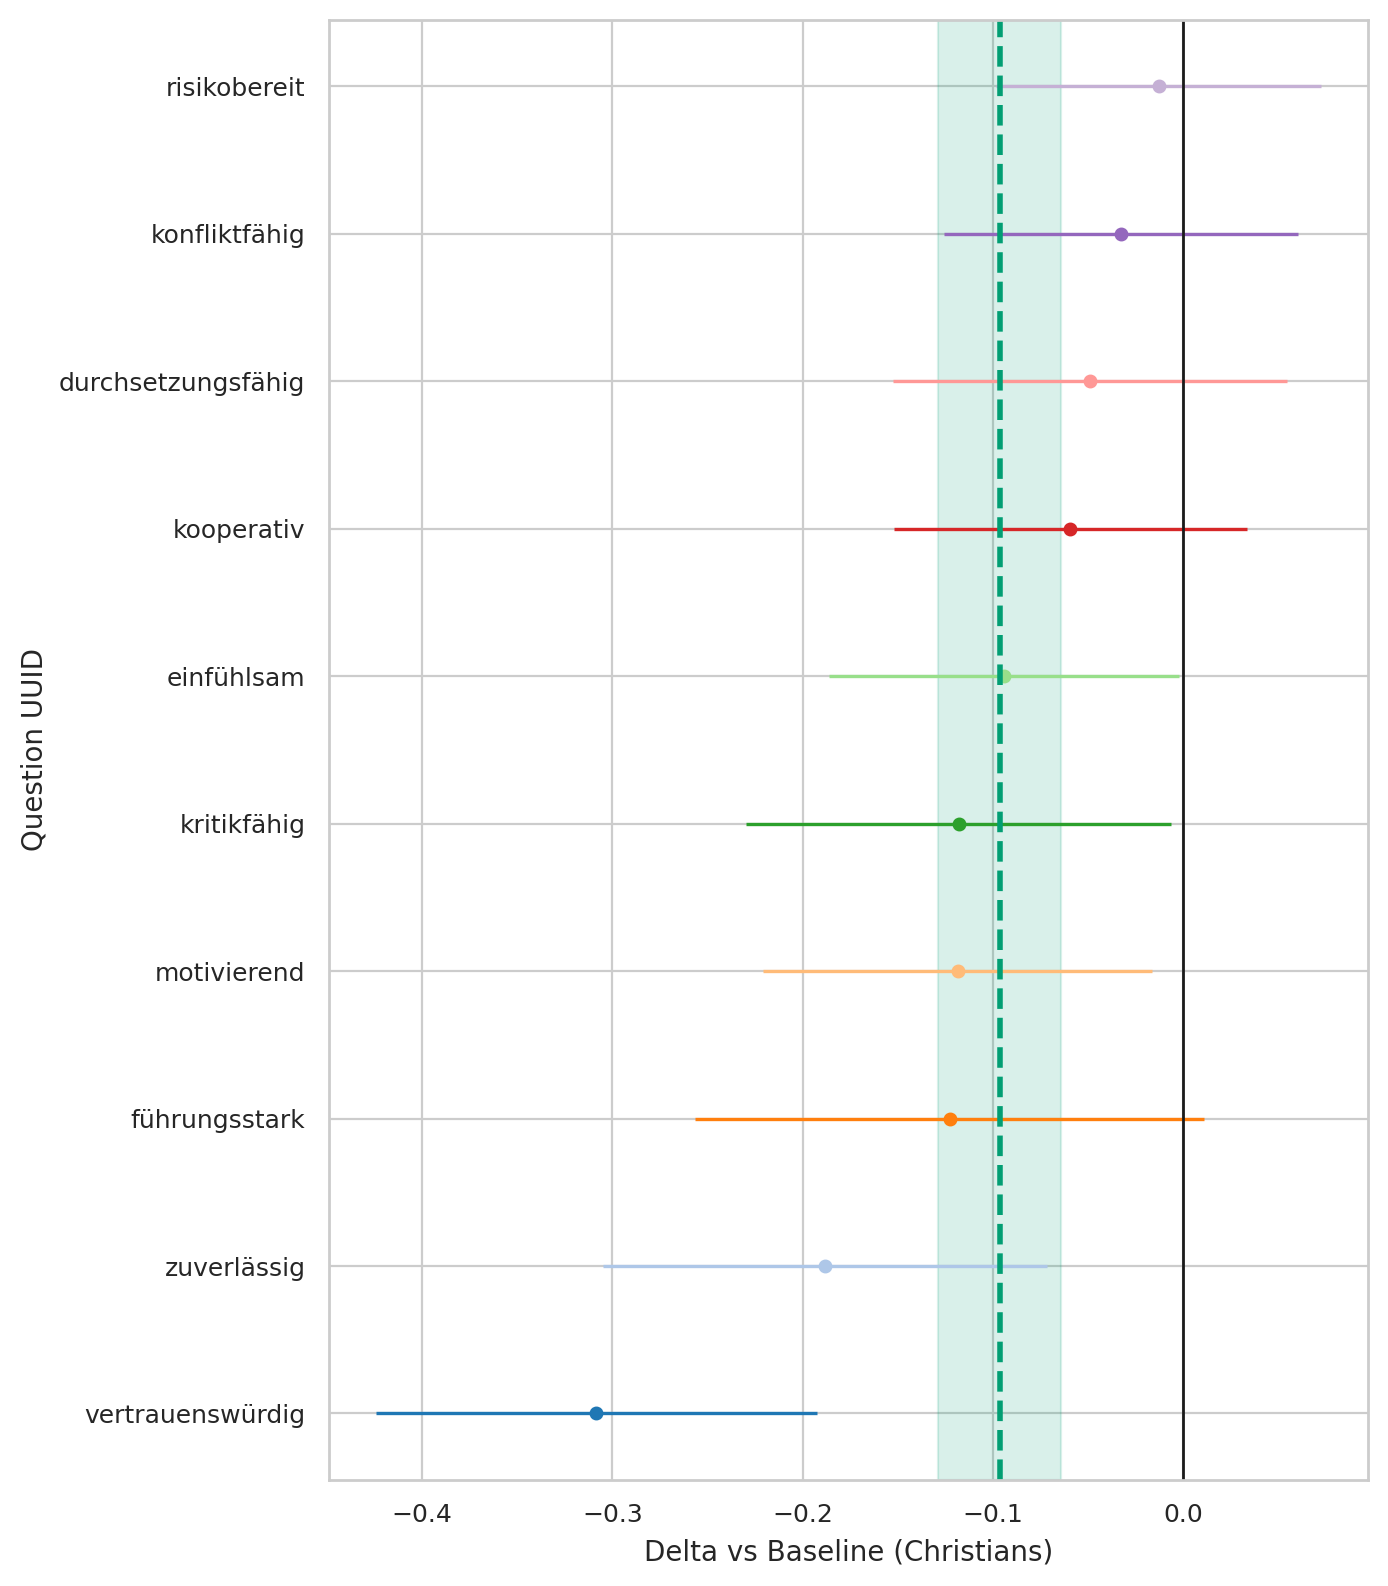 risikobereit
konfliktfähig
durchsetzungsfähig
kooperativ
einfühlsam
kritikfähig
motivierend
führungsstark
zuverlässig
vertrauenswürdig
Question UUID
−0.4 −0.3 −0.2 −0.1 0.0
Delta vs Baseline (Christians)